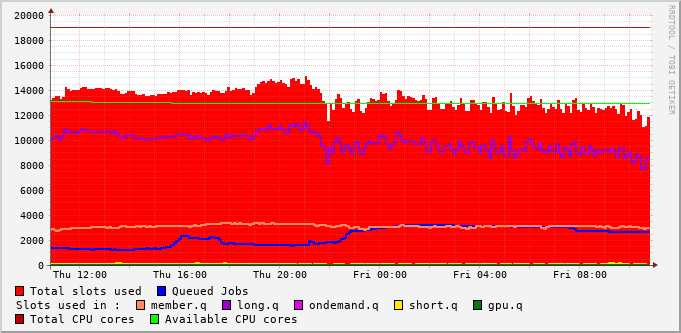 20000
18000
16000
14000
12000
10000
8000
6000
4000
2000
0
Thu 12:00 Thu 16:00 Thu 20:00 Fri 00:00 Fri 04:00 Fri 08:00
RRDTOOL / TOBI OETIKER
Total slots used Queued Jobs
Slots used in : member.q long.q ondemand.q short.q gpu.q
Total CPU cores Available CPU cores